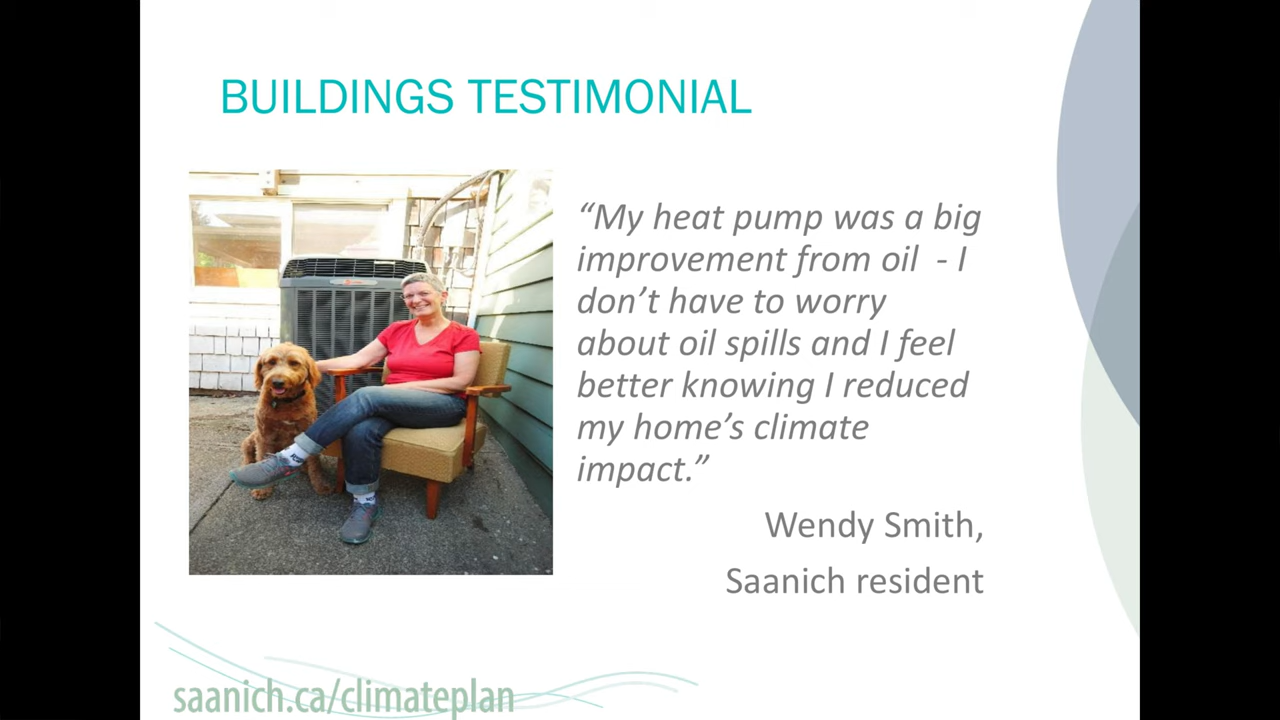 BUILDINGS TESTIMONIAL
“My heat pump was a big
improvement from oil  - I
don’t have to worry
about oil spills and I feel
better knowing I reduced
my home’s climate
impact.”
Wendy Smith,
Saanich resident
saanich.ca/climateplan